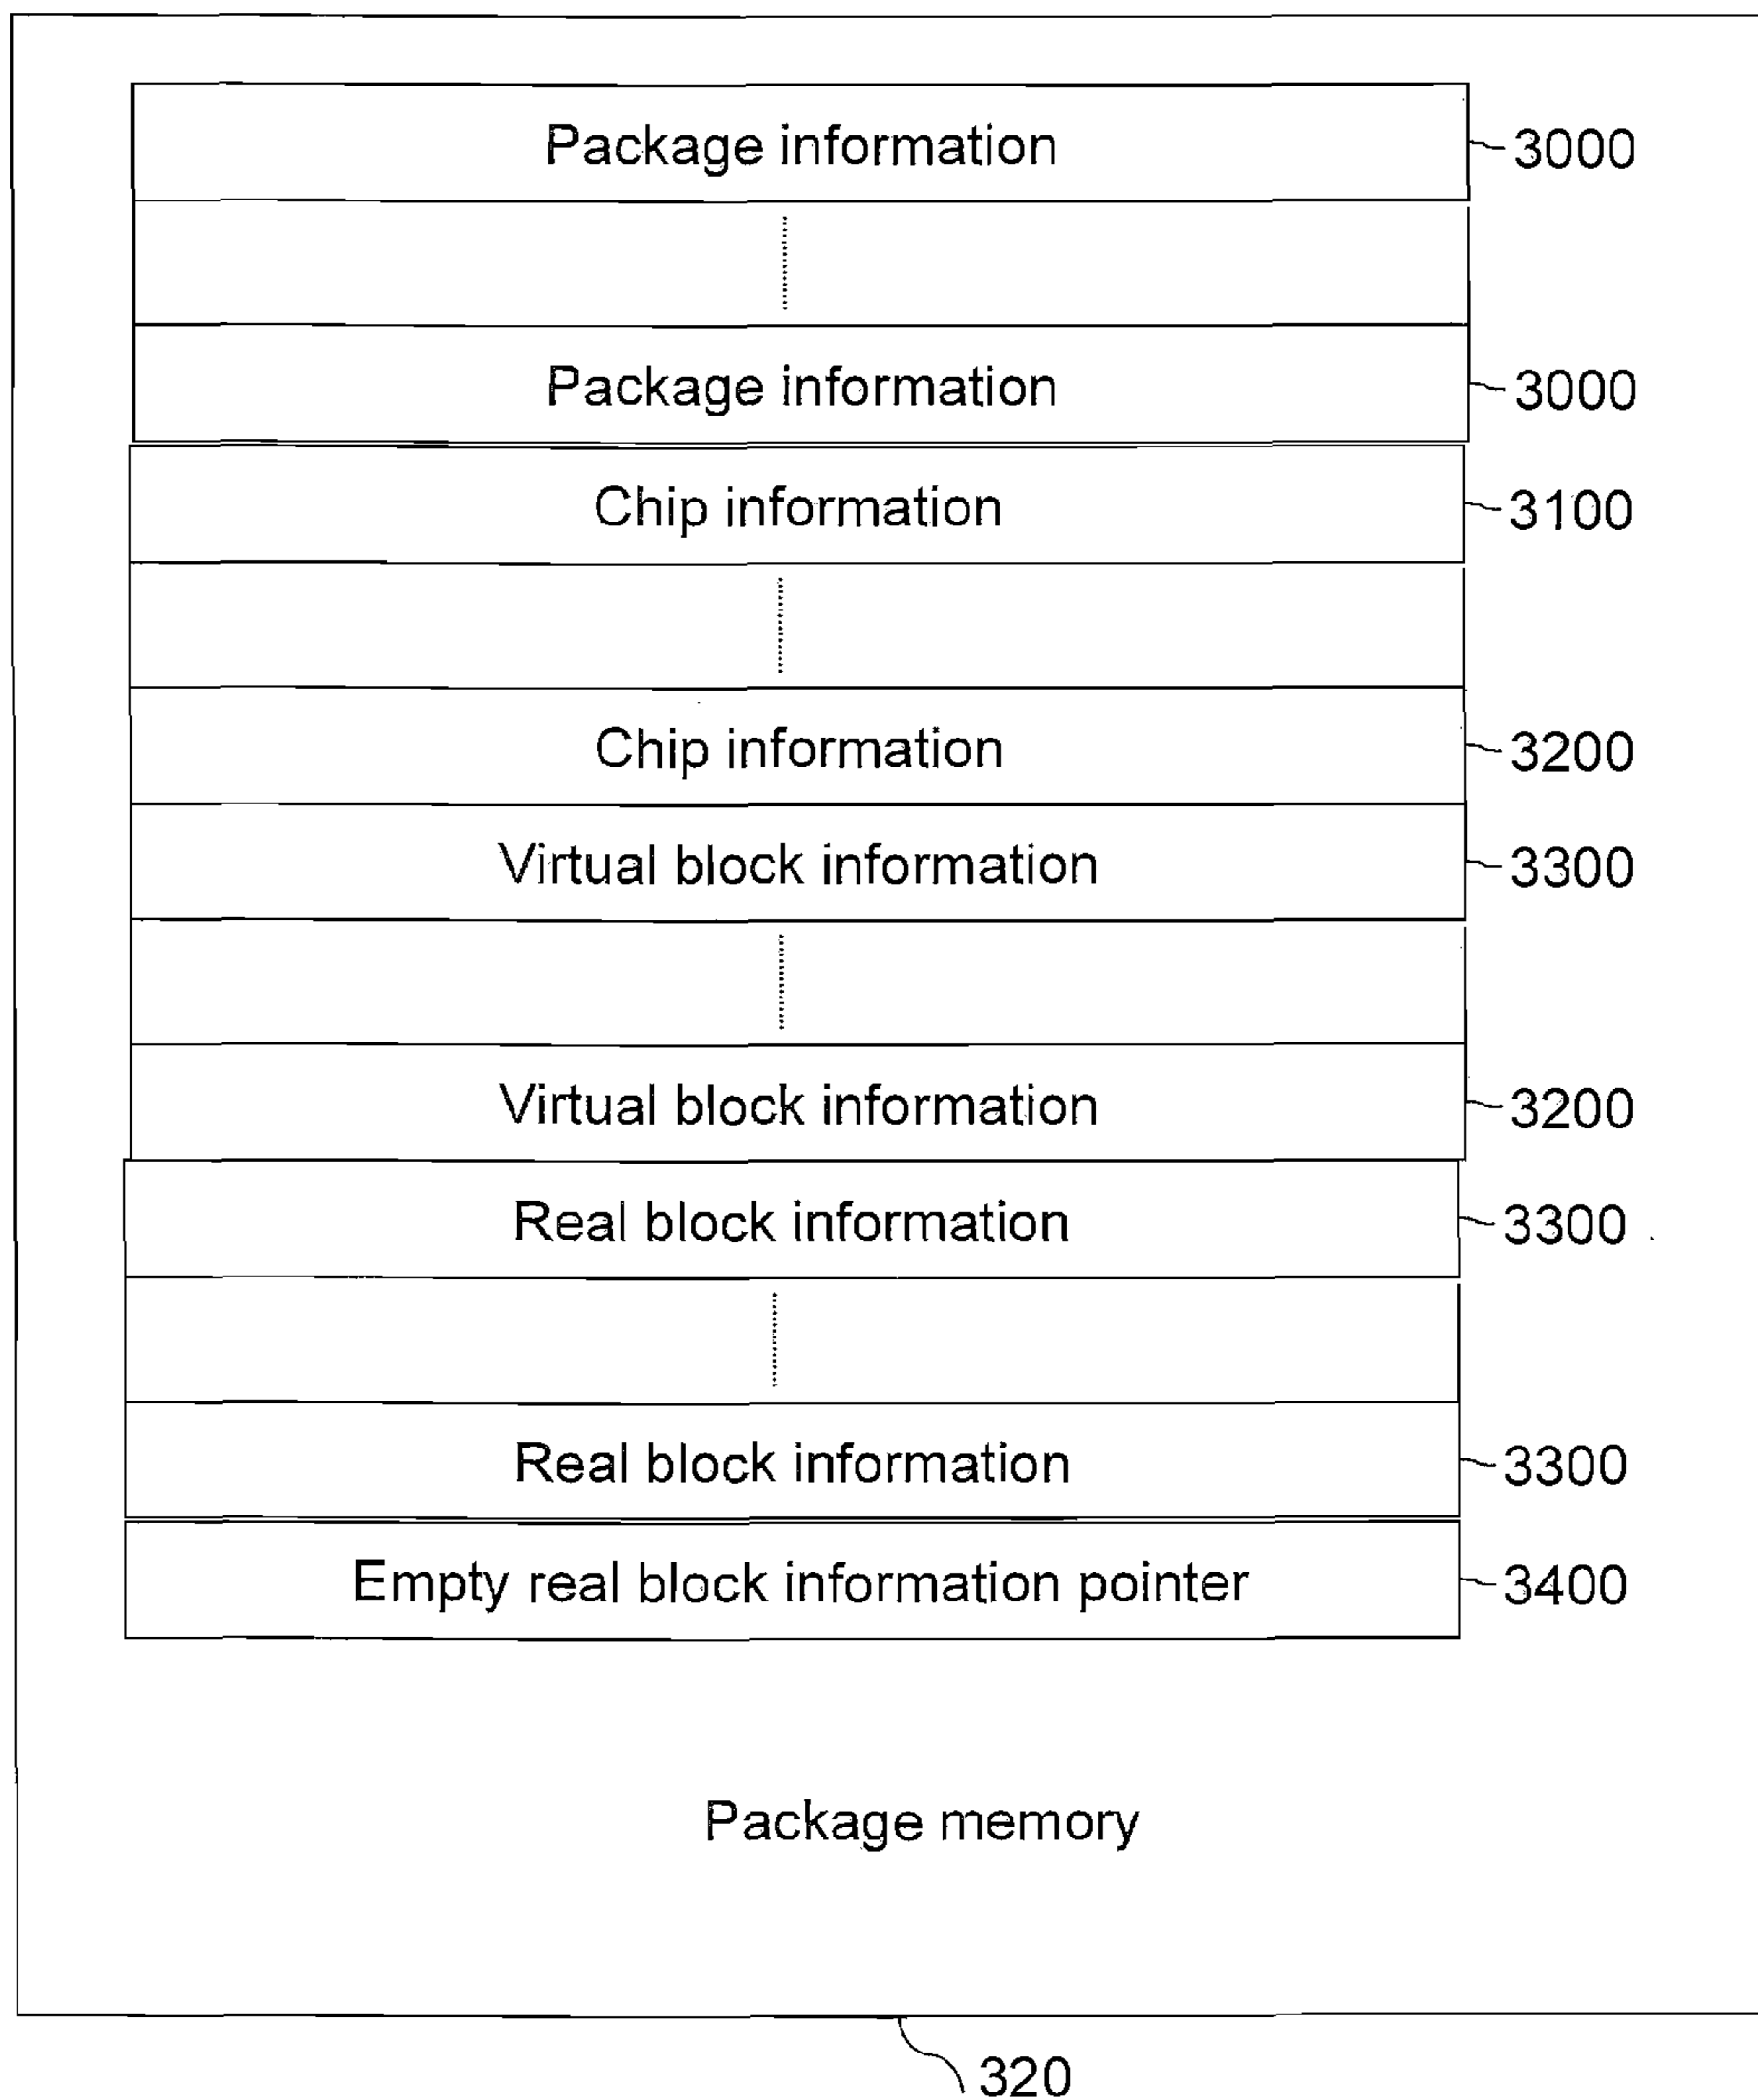 Package information 3000
Package information 3000
Chip information 3100
Chip information 3200
Virtual block information 3300
Virtual block information 3200
Real block information 3300
Real block information 3300
Empty real block information pointer 3400
Package memory
320